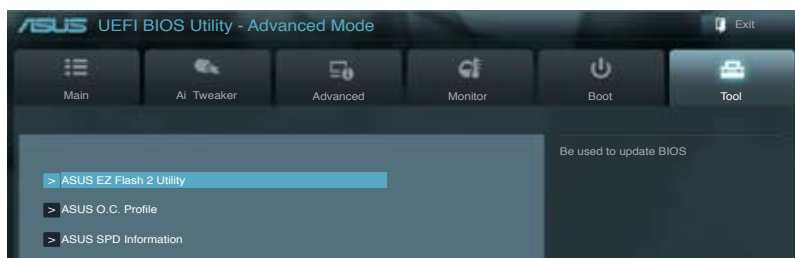 ASUS UEFI BIOS Utility - Advanced Mode
Exit
Main
Ai Tweaker
Advanced
Monitor
Boot
Tool
Be used to update BIOS
> ASUS EZ Flash 2 Utility
> ASUS O.C. Profile
> ASUS SPD Information